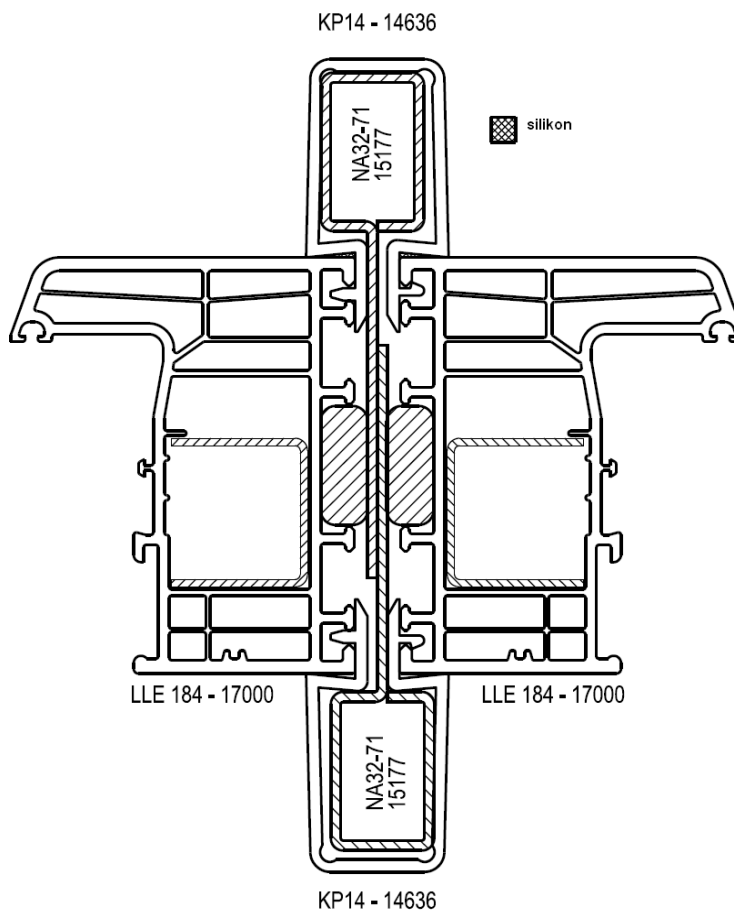 KP14 - 14636
silikon
NA32-71
15177
LLE 184 - 17000
LLE 184 - 17000
NA32-71
15177
KP14 - 14636